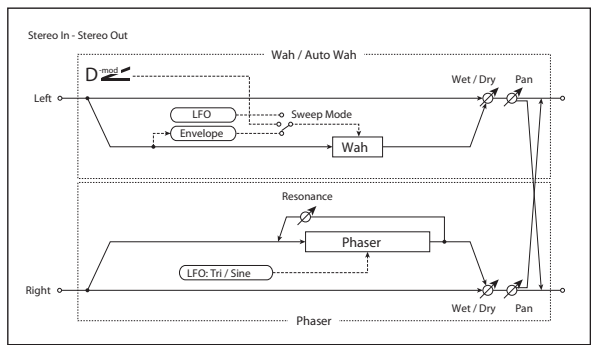 Stereo In - Stereo Out
Wah / Auto Wah
D-mod
Wet / Dry
Pan
Left
LFO
Sweep Mode
Envelope
Wah
Resonance
Phaser
LFO: Tri / Sine
Right
Wet / Dry
Pan
Phaser